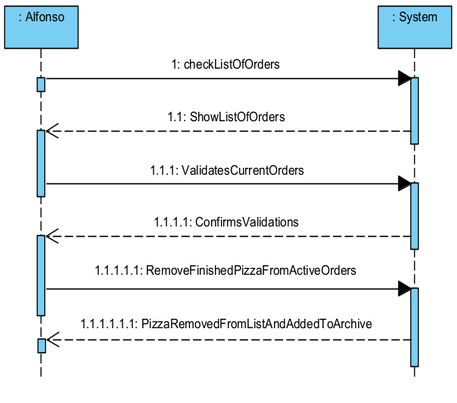 : Alfonso
: System
1: checkListOfOrders
1.1: ShowListOfOrders
1.1.1: ValidatesCurrentOrders
1.1.1.1: ConfirmsValidations
1.1.1.1.1: RemoveFinishedPizzaFromActiveOrders
1.1.1.1.1.1: PizzaRemovedFromListAndAddedToArchive